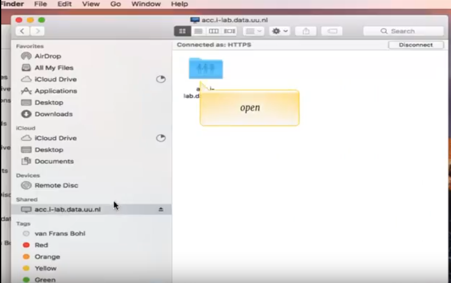 Finder File Edit View Go Window Help
acc.i-lab.data.uu.nl
Search
Connected as: HTTPS
Disconnect
Favorites
AirDrop
All My Files
iCloud Drive
Applications
Desktop
Downloads
iCloud
iCloud Drive
Desktop
Documents
Devices
Remote Disc
Shared
acc.i-lab.data.uu.nl
Tags
van Frans Bohl
Red
Orange
Yellow
Green
open